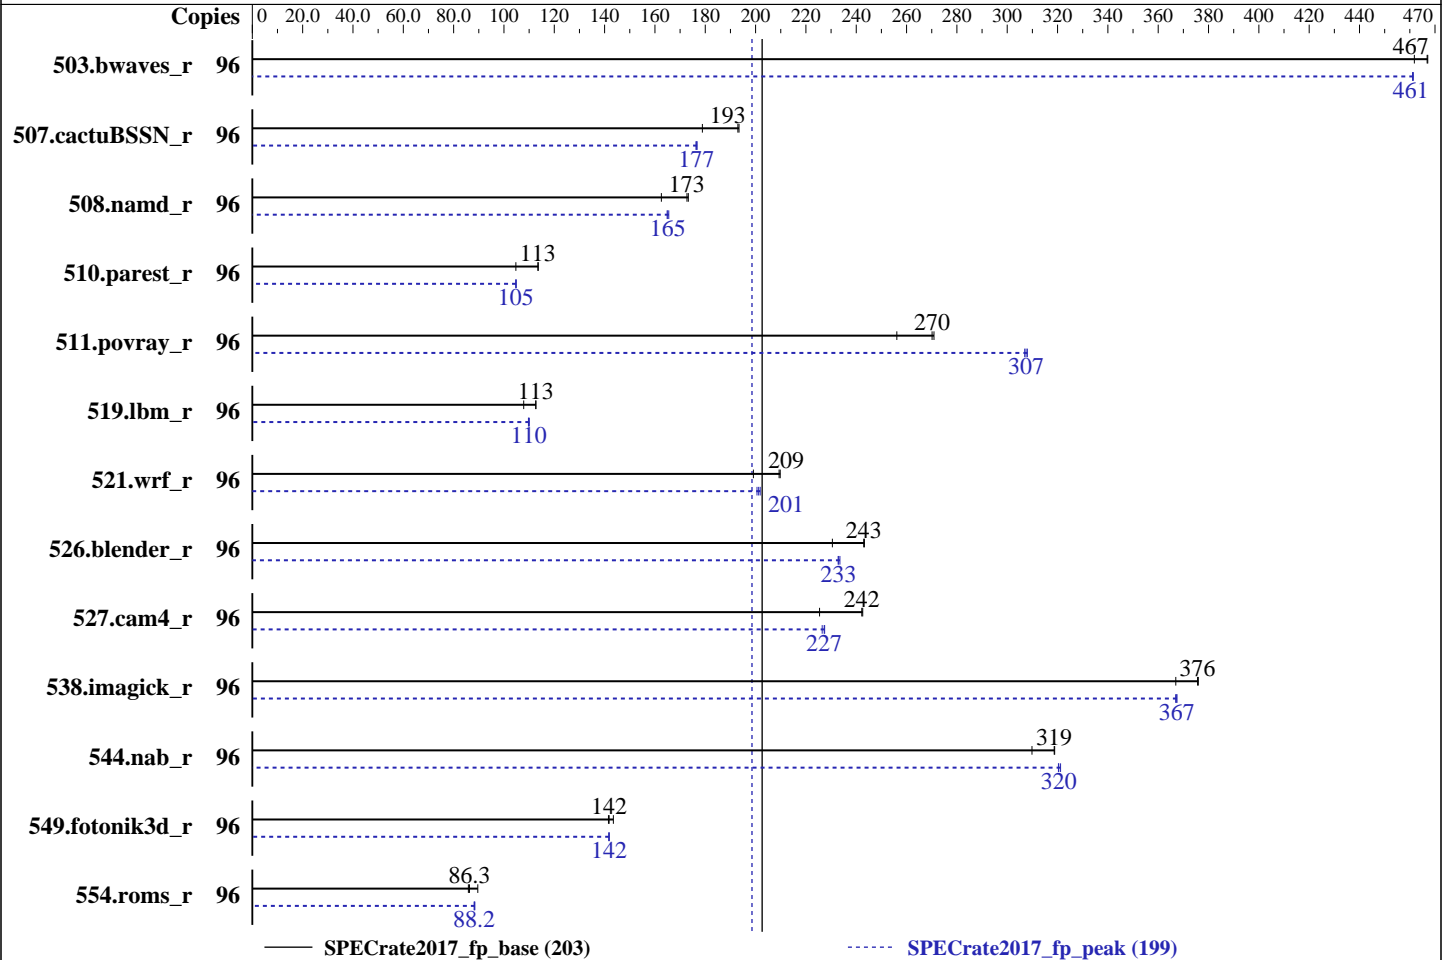 Copies 0 20.0 40.0 60.0 80.0 100 120 140 160 180 200 220 240 260 280 300 320 340 360 380 400 420 440 470
503.bwaves_r 96 467
461
507.cactuBSSN_r 96 193
177
508.namd_r 96 173
165
510.parest_r 96 113
105
511.povray_r 96 270
307
519.lbm_r 96 113
110
521.wrf_r 96 209
201
526.blender_r 96 243
233
527.cam4_r 96 242
227
538.imagick_r 96 376
367
544.nab_r 96 319
320
549.fotonik3d_r 96 142
142
554.roms_r 96 86.3
88.2
SPECrate2017_fp_base (203) SPECrate2017_fp_peak (199)